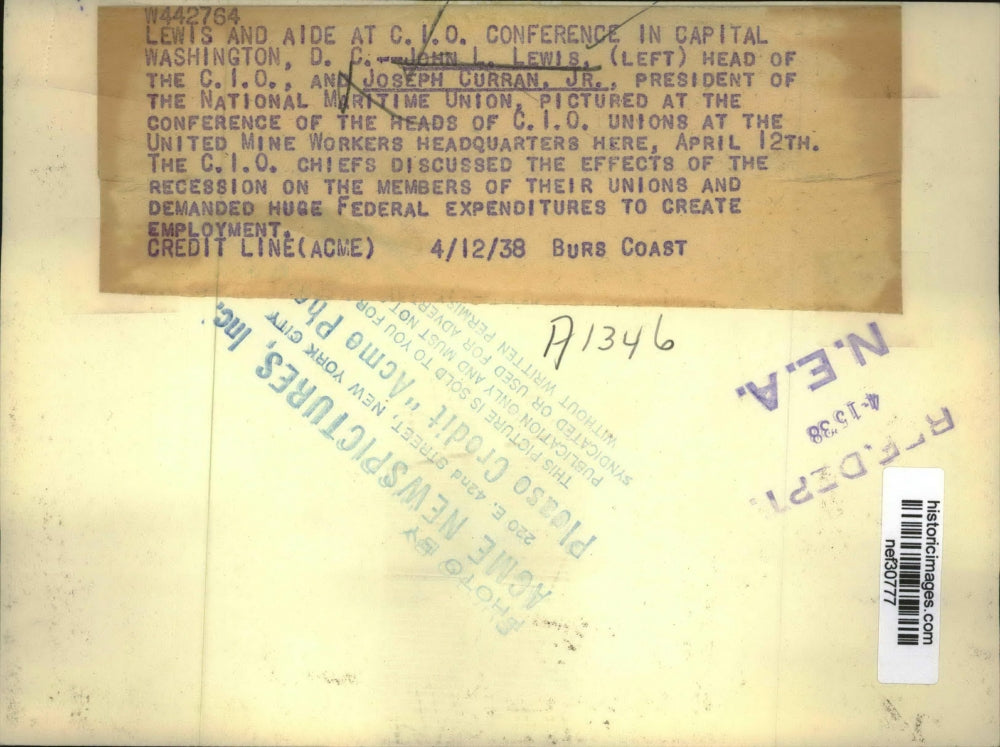 W442764
LEWIS AND AIDE AT C.I.O. CONFERENCE IN CAPITAL
WASHINGTON, D. C.--JOHN L. LEWIS, (LEFT) HEAD OF
THE C.I.O., AND JOSEPH CURRAN, JR., PRESIDENT OF
THE NATIONAL MARITIME UNION, PICTURED AT THE
CONFERENCE OF THE HEADS OF C.I.O. UNIONS AT THE
UNITED MINE WORKERS HEADQUARTERS HERE, APRIL 12TH.
THE C.I.O. CHIEFS DISCUSSED THE EFFECTS OF THE
RECESSION ON THE MEMBERS OF THEIR UNIONS AND
DEMANDED HUGE FEDERAL EXPENDITURES TO CREATE
EMPLOYMENT.
CREDIT LINE(ACME) 4/12/38 BURS COAST
A1346
PHOTO BY
ACME NEWSPICTURES, Inc.
220 E. 42nd STREET, NEW YORK CITY
Please Credit "Acme
THIS PICTURE IS SOLD TO YOU FOR
PUBLICATION ONLY AND MUST NOT
SYNDICATED OR USED FOR
WITHOUT WRITTEN
N.E.A.
4-15 38
REF. DEPT.
historicimages.com
nef30777